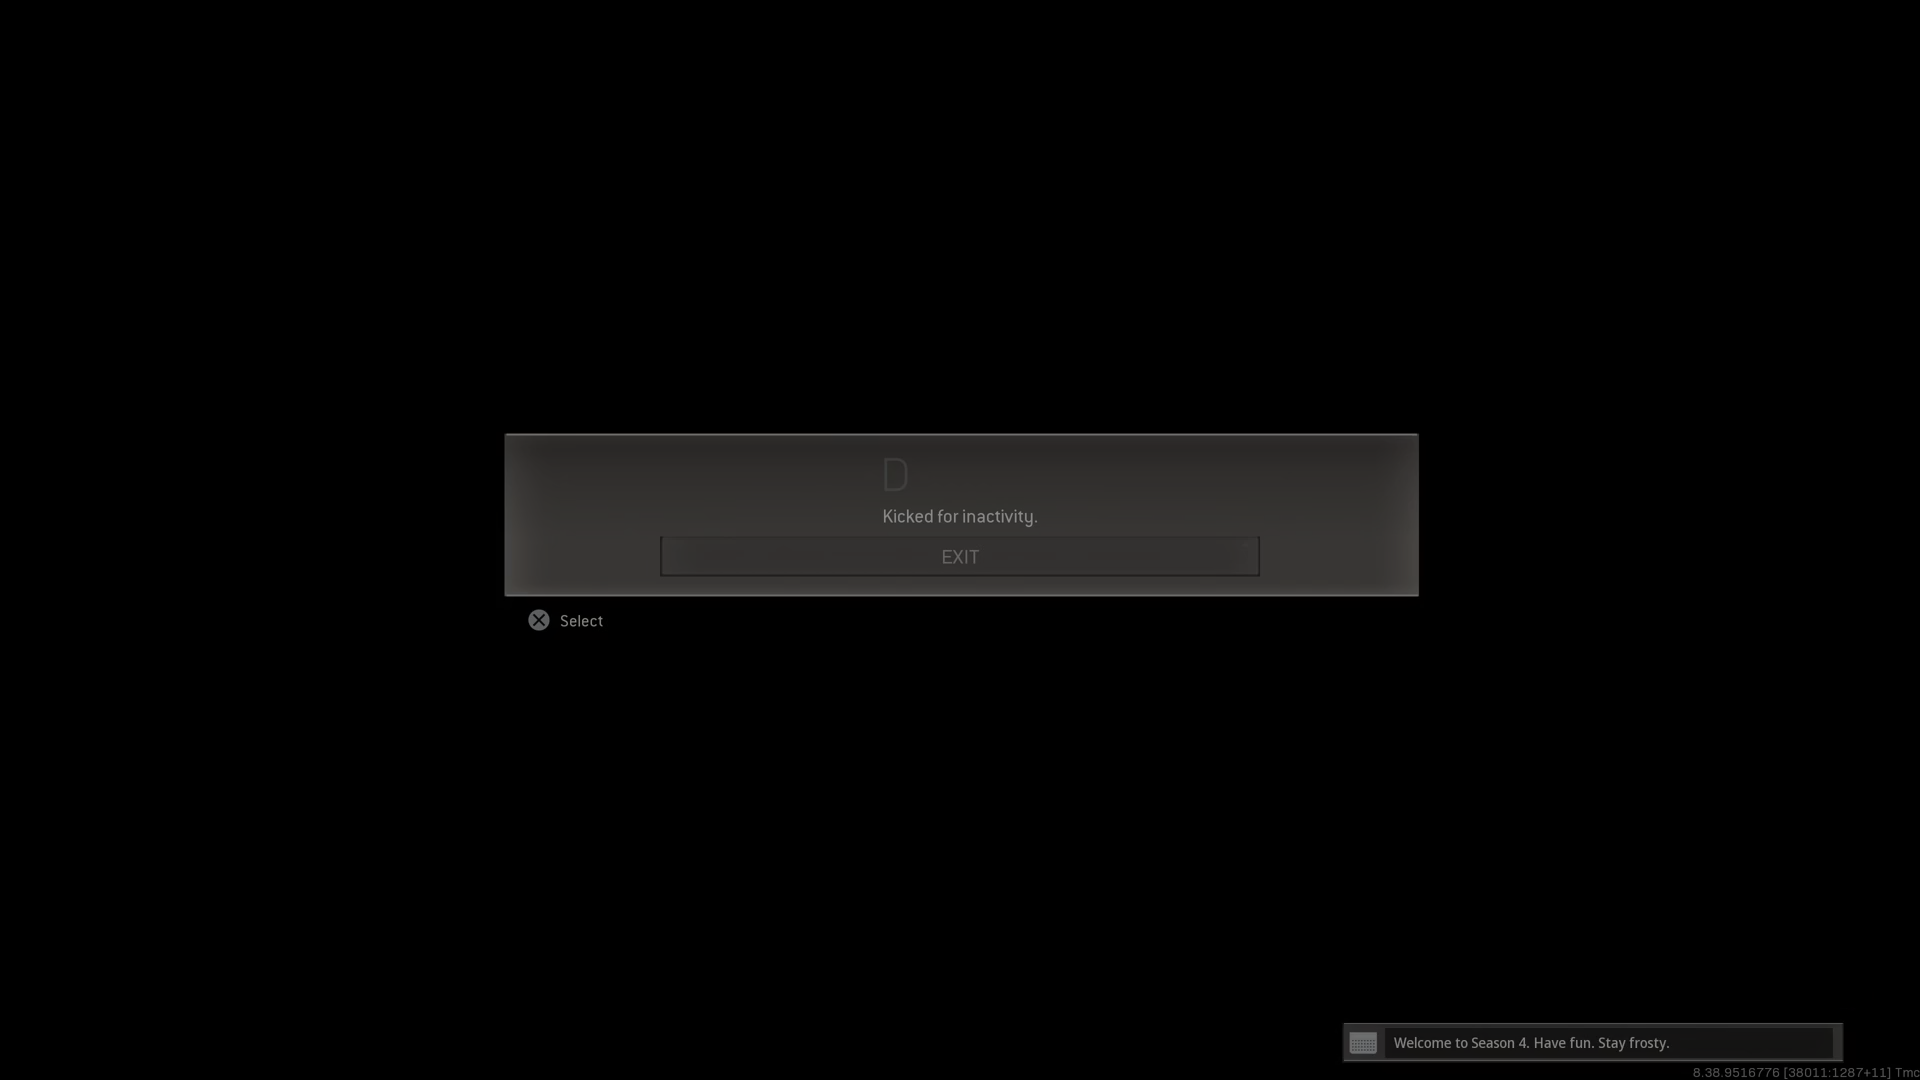 D
Kicked for inactivity.
EXIT
Select
Welcome to Season 4. Have fun. Stay frosty.
8.38.9516776 [38011:1287+11] Tmc